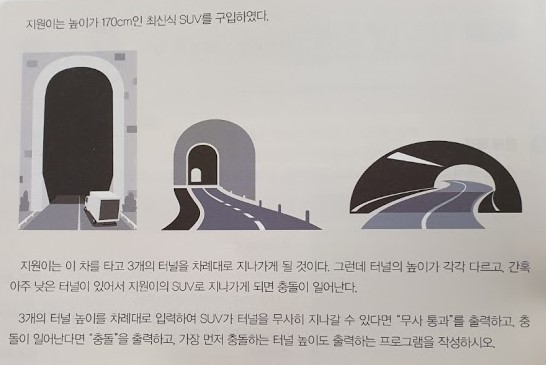 지원이는 높이가 170cm인 최신식 SUV를 구입하였다.
지원이는 이 차를 타고 3개의 터널을 차례대로 지나가게 될 것이다. 그런데 터널의 높이가 각각 다르고, 간혹
아주 낮은 터널이 있어서 지원이의 SUV로 지나가게 되면 충돌이 일어난다.
3개의 터널 높이를 차례대로 입력하여 SUV가 터널을 무사히 지나갈 수 있다면 "무사 통과"를 출력하고, 충
돌이 일어난다면 "충돌"을 출력하고, 가장 먼저 충돌하는 터널 높이도 출력하는 프로그램을 작성하시오.